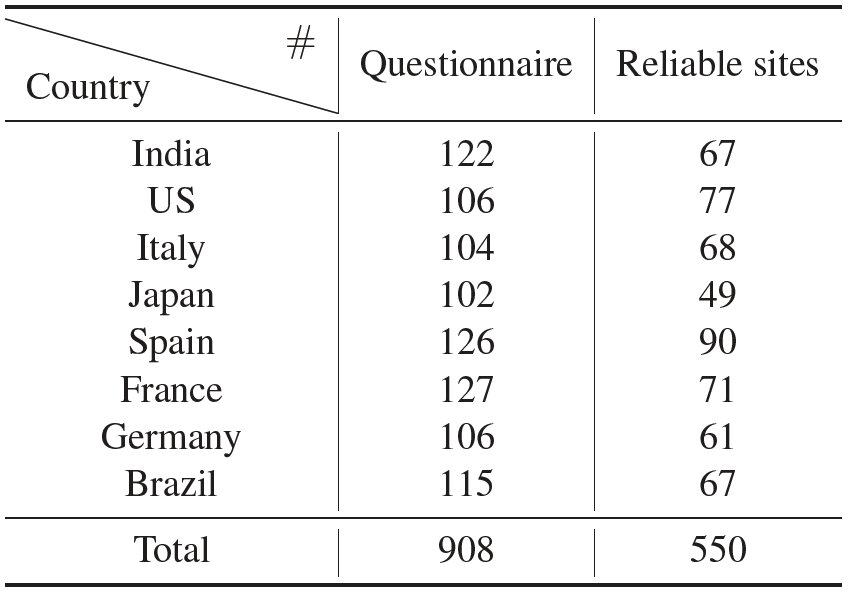 # Questionnaire Reliable sites
Country
India 122 67
US 106 77
Italy 104 68
Japan 102 49
Spain 126 90
France 127 71
Germany 106 61
Brazil 115 67
Total 908 550